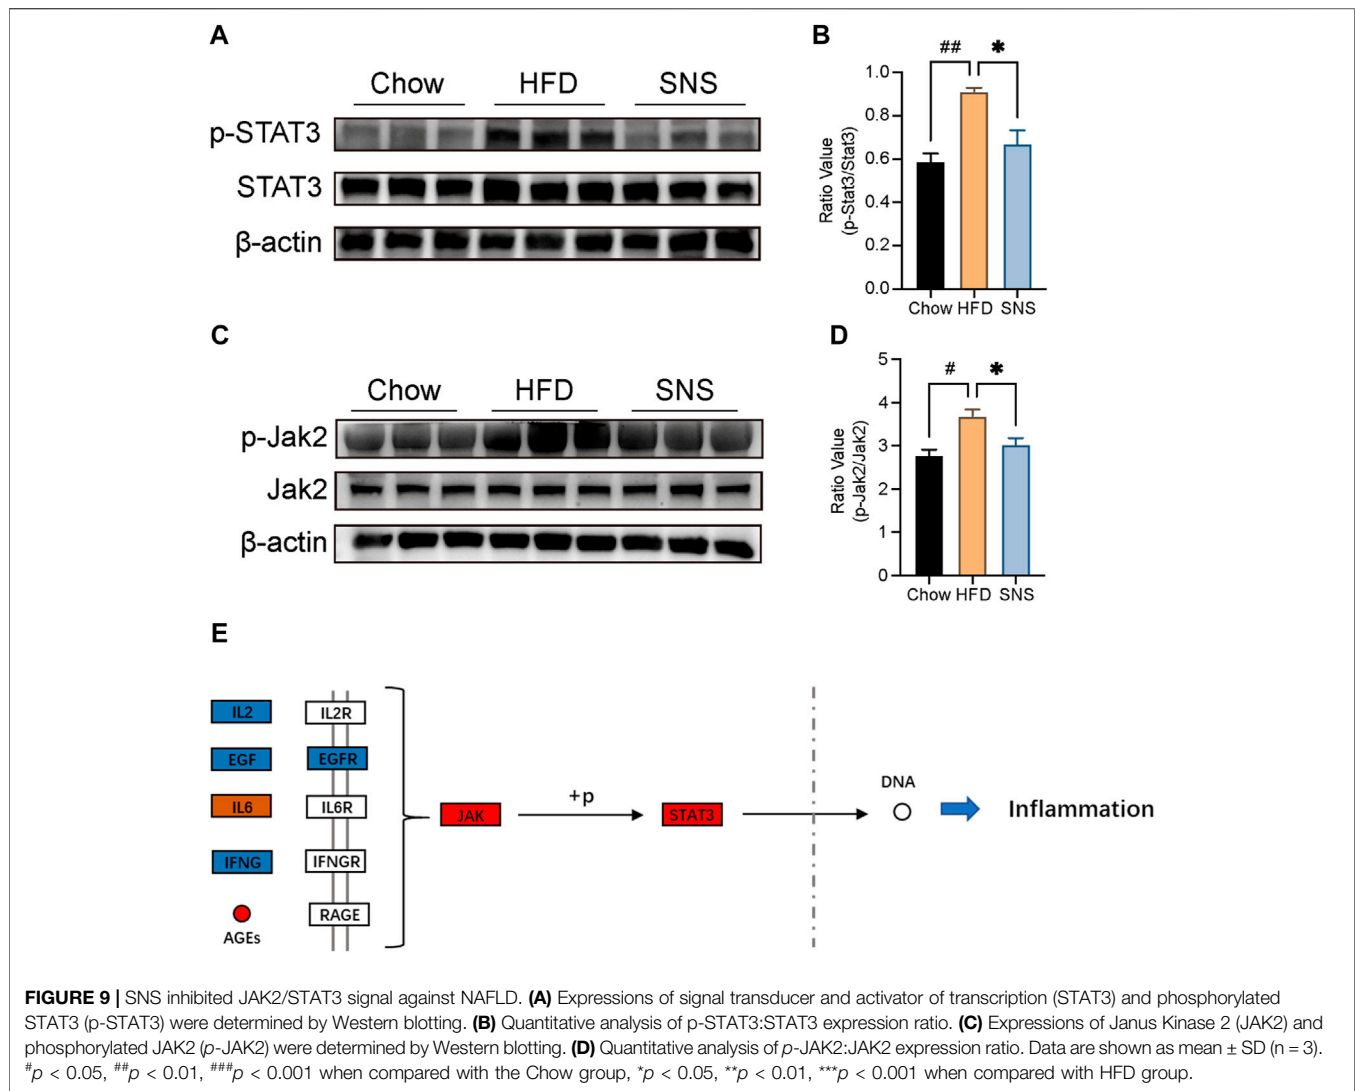 A
Chow HFD SNS
p-STAT3
STAT3
β-actin
B
## *
Ratio Value
(p-Stat3/Stat3)
1.0
0.8
0.6
0.4
0.2
0.0
Chow HFD SNS
C
Chow HFD SNS
p-Jak2
Jak2
β-actin
D
# *
Ratio Value
(p-Jak2/Jak2)
5
4
3
2
1
0
Chow HFD SNS
E
IL2 IL2R
EGF EGFR
IL6 IL6R
IFNG IFNGR
RAGE
AGEs
JAK
+p
STAT3
DNA
Inflammation
FIGURE 9 | SNS inhibited JAK2/STAT3 signal against NAFLD. (A) Expressions of signal transducer and activator of transcription (STAT3) and phosphorylated
STAT3 (p-STAT3) were determined by Western blotting. (B) Quantitative analysis of p-STAT3:STAT3 expression ratio. (C) Expressions of Janus Kinase 2 (JAK2) and
phosphorylated JAK2 (p-JAK2) were determined by Western blotting. (D) Quantitative analysis of p-JAK2:JAK2 expression ratio. Data are shown as mean ± SD (n = 3).
#p < 0.05, ##p < 0.01, ###p < 0.001 when compared with the Chow group, *p < 0.05, **p < 0.01, ***p < 0.001 when compared with HFD group.